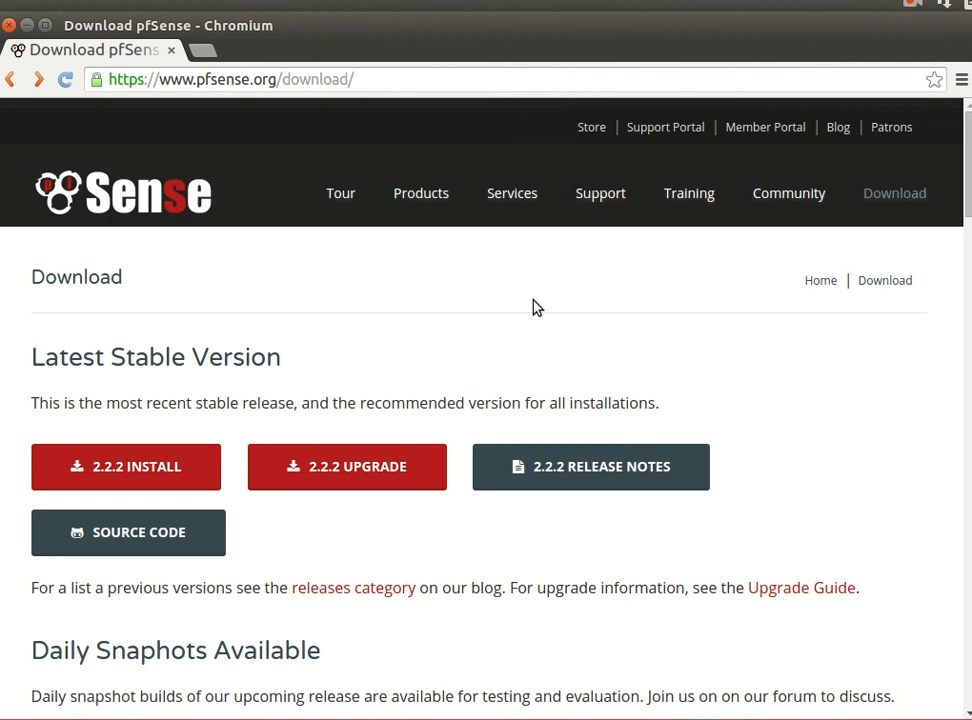 Download pfSense - Chromium
Download pfSens
https://www.pfsense.org/download/
Store | Support Portal | Member Portal | Blog | Patrons
pf Sense
Tour Products Services Support Training Community Download
Download
Home | Download
Latest Stable Version
This is the most recent stable release, and the recommended version for all installations.
2.2.2 INSTALL 2.2.2 UPGRADE 2.2.2 RELEASE NOTES
SOURCE CODE
For a list a previous versions see the releases category on our blog. For upgrade information, see the Upgrade Guide.
Daily Snaphots Available
Daily snapshot builds of our upcoming release are available for testing and evaluation. Join us on on our forum to discuss.